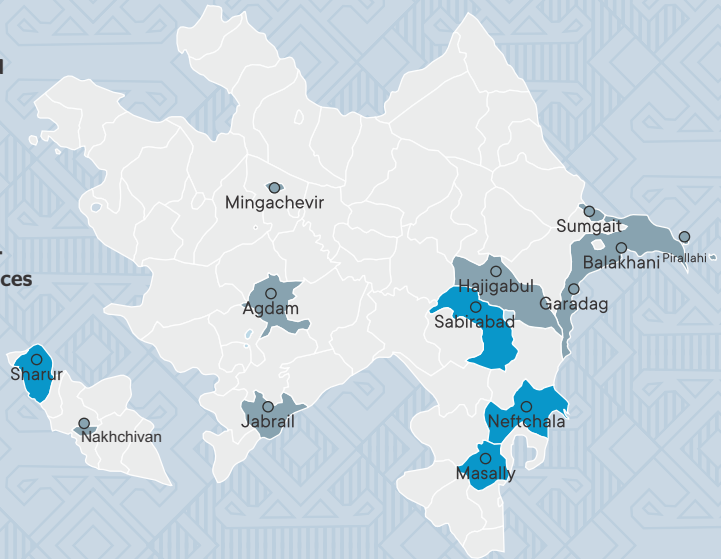 Mingachevir
Sumgait
Balakhani
Pirallahi
Hajigabul
Garadag
Agdam
Sabirabad
ces
Sharur
Jabrail
Neftchala
Nakhchivan
Masally